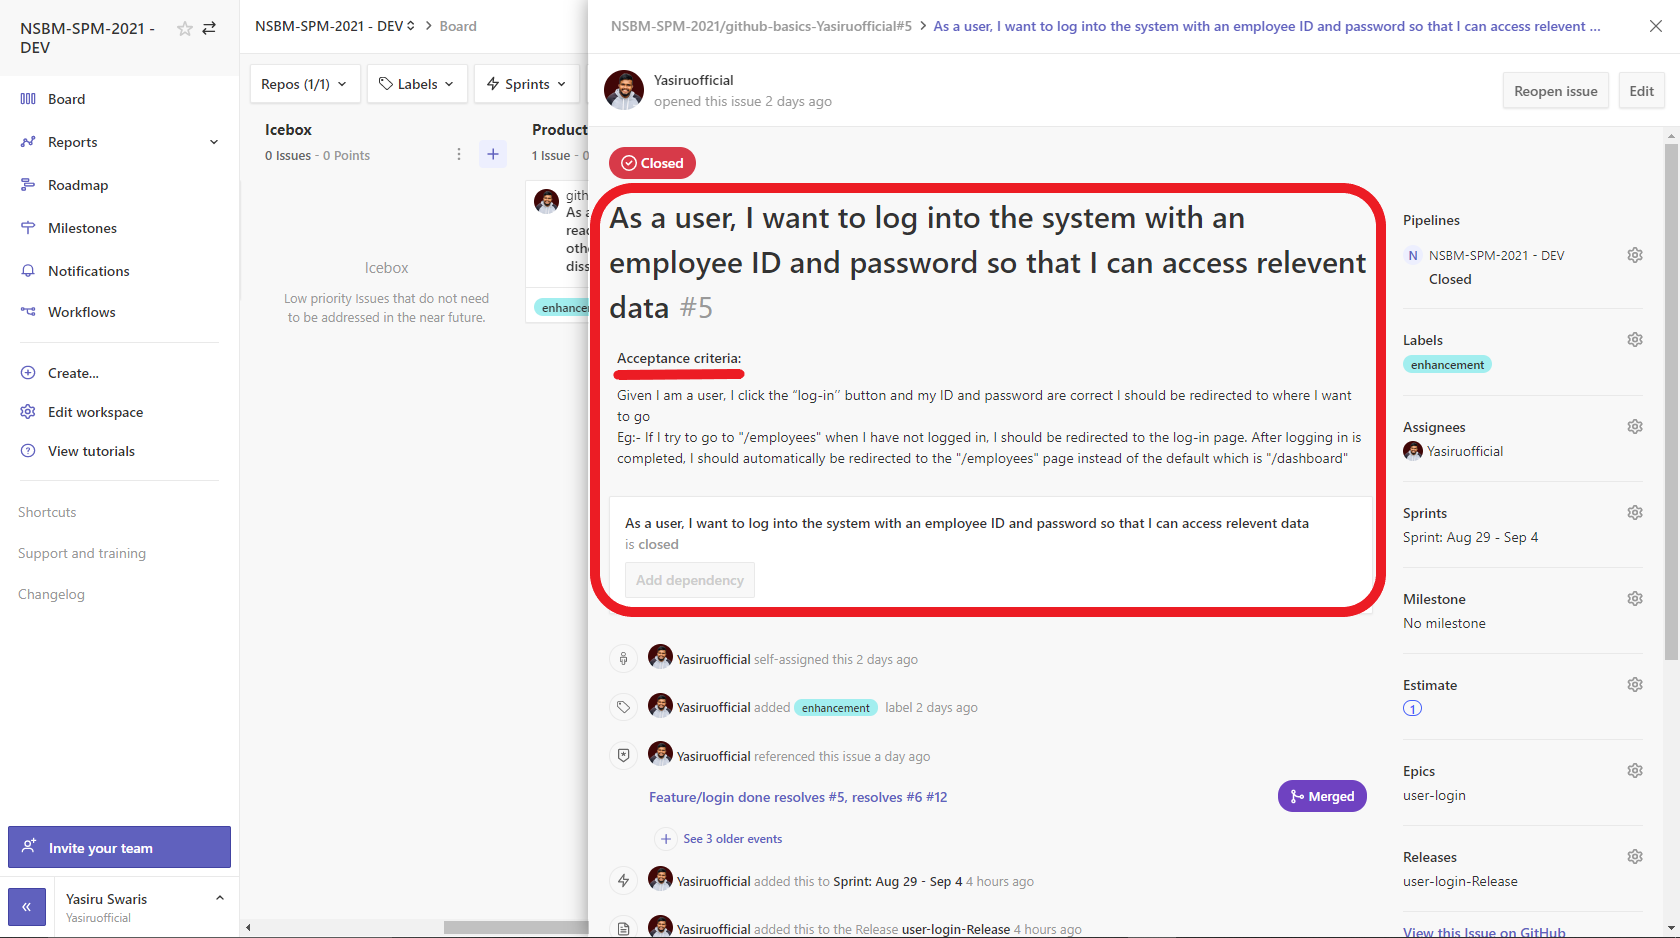 NSBM-SPM-2021 -
DEV
Board
Reports
Roadmap
Milestones
Notifications
Workflows
Create...
Edit workspace
View tutorials
Shortcuts
Support and training
Changelog
Invite your team
«
Yasiru Swaris
Yasiruofficial
NSBM-SPM-2021 - DEV > Board
Repos (1/1)
Labels
Sprints
Icebox
0 Issues - 0 Points
Icebox
Low priority Issues that do not need
to be addressed in the near future.
Product
1 Issue - 0
gith
As a
read
othe
diss
enhancem
NSBM-SPM-2021/github-basics-Yasiruofficial#5 > As a user, I want to log into the system with an employee ID and password so that I can access relevent ...
Yasiruofficial
opened this issue 2 days ago
Reopen issue
Edit
Closed
As a user, I want to log into the system with an
employee ID and password so that I can access relevent
data #5
Acceptance criteria:
Given I am a user, I click the “log-in” button and my ID and password are correct I should be redirected to where I want
to go
Eg:- If I try to go to "/employees" when I have not logged in, I should be redirected to the log-in page. After logging in is
completed, I should automatically be redirected to the "/employees" page instead of the default which is "/dashboard"
As a user, I want to log into the system with an employee ID and password so that I can access relevent data
is closed
Add dependency
Yasiruofficial self-assigned this 2 days ago
Yasiruofficial added enhancement label 2 days ago
Yasiruofficial referenced this issue a day ago
Feature/login done resolves #5, resolves #6 #12
Merged
See 3 older events
Yasiruofficial added this to Sprint: Aug 29 - Sep 4 4 hours ago
Yasiruofficial added this to the Release user-login-Release 4 hours ago
Pipelines
N NSBM-SPM-2021 - DEV
Closed
Labels
enhancement
Assignees
Yasiruofficial
Sprints
Sprint: Aug 29 - Sep 4
Milestone
No milestone
Estimate
1
Epics
user-login
Releases
user-login-Release
View this Issue on GitHub